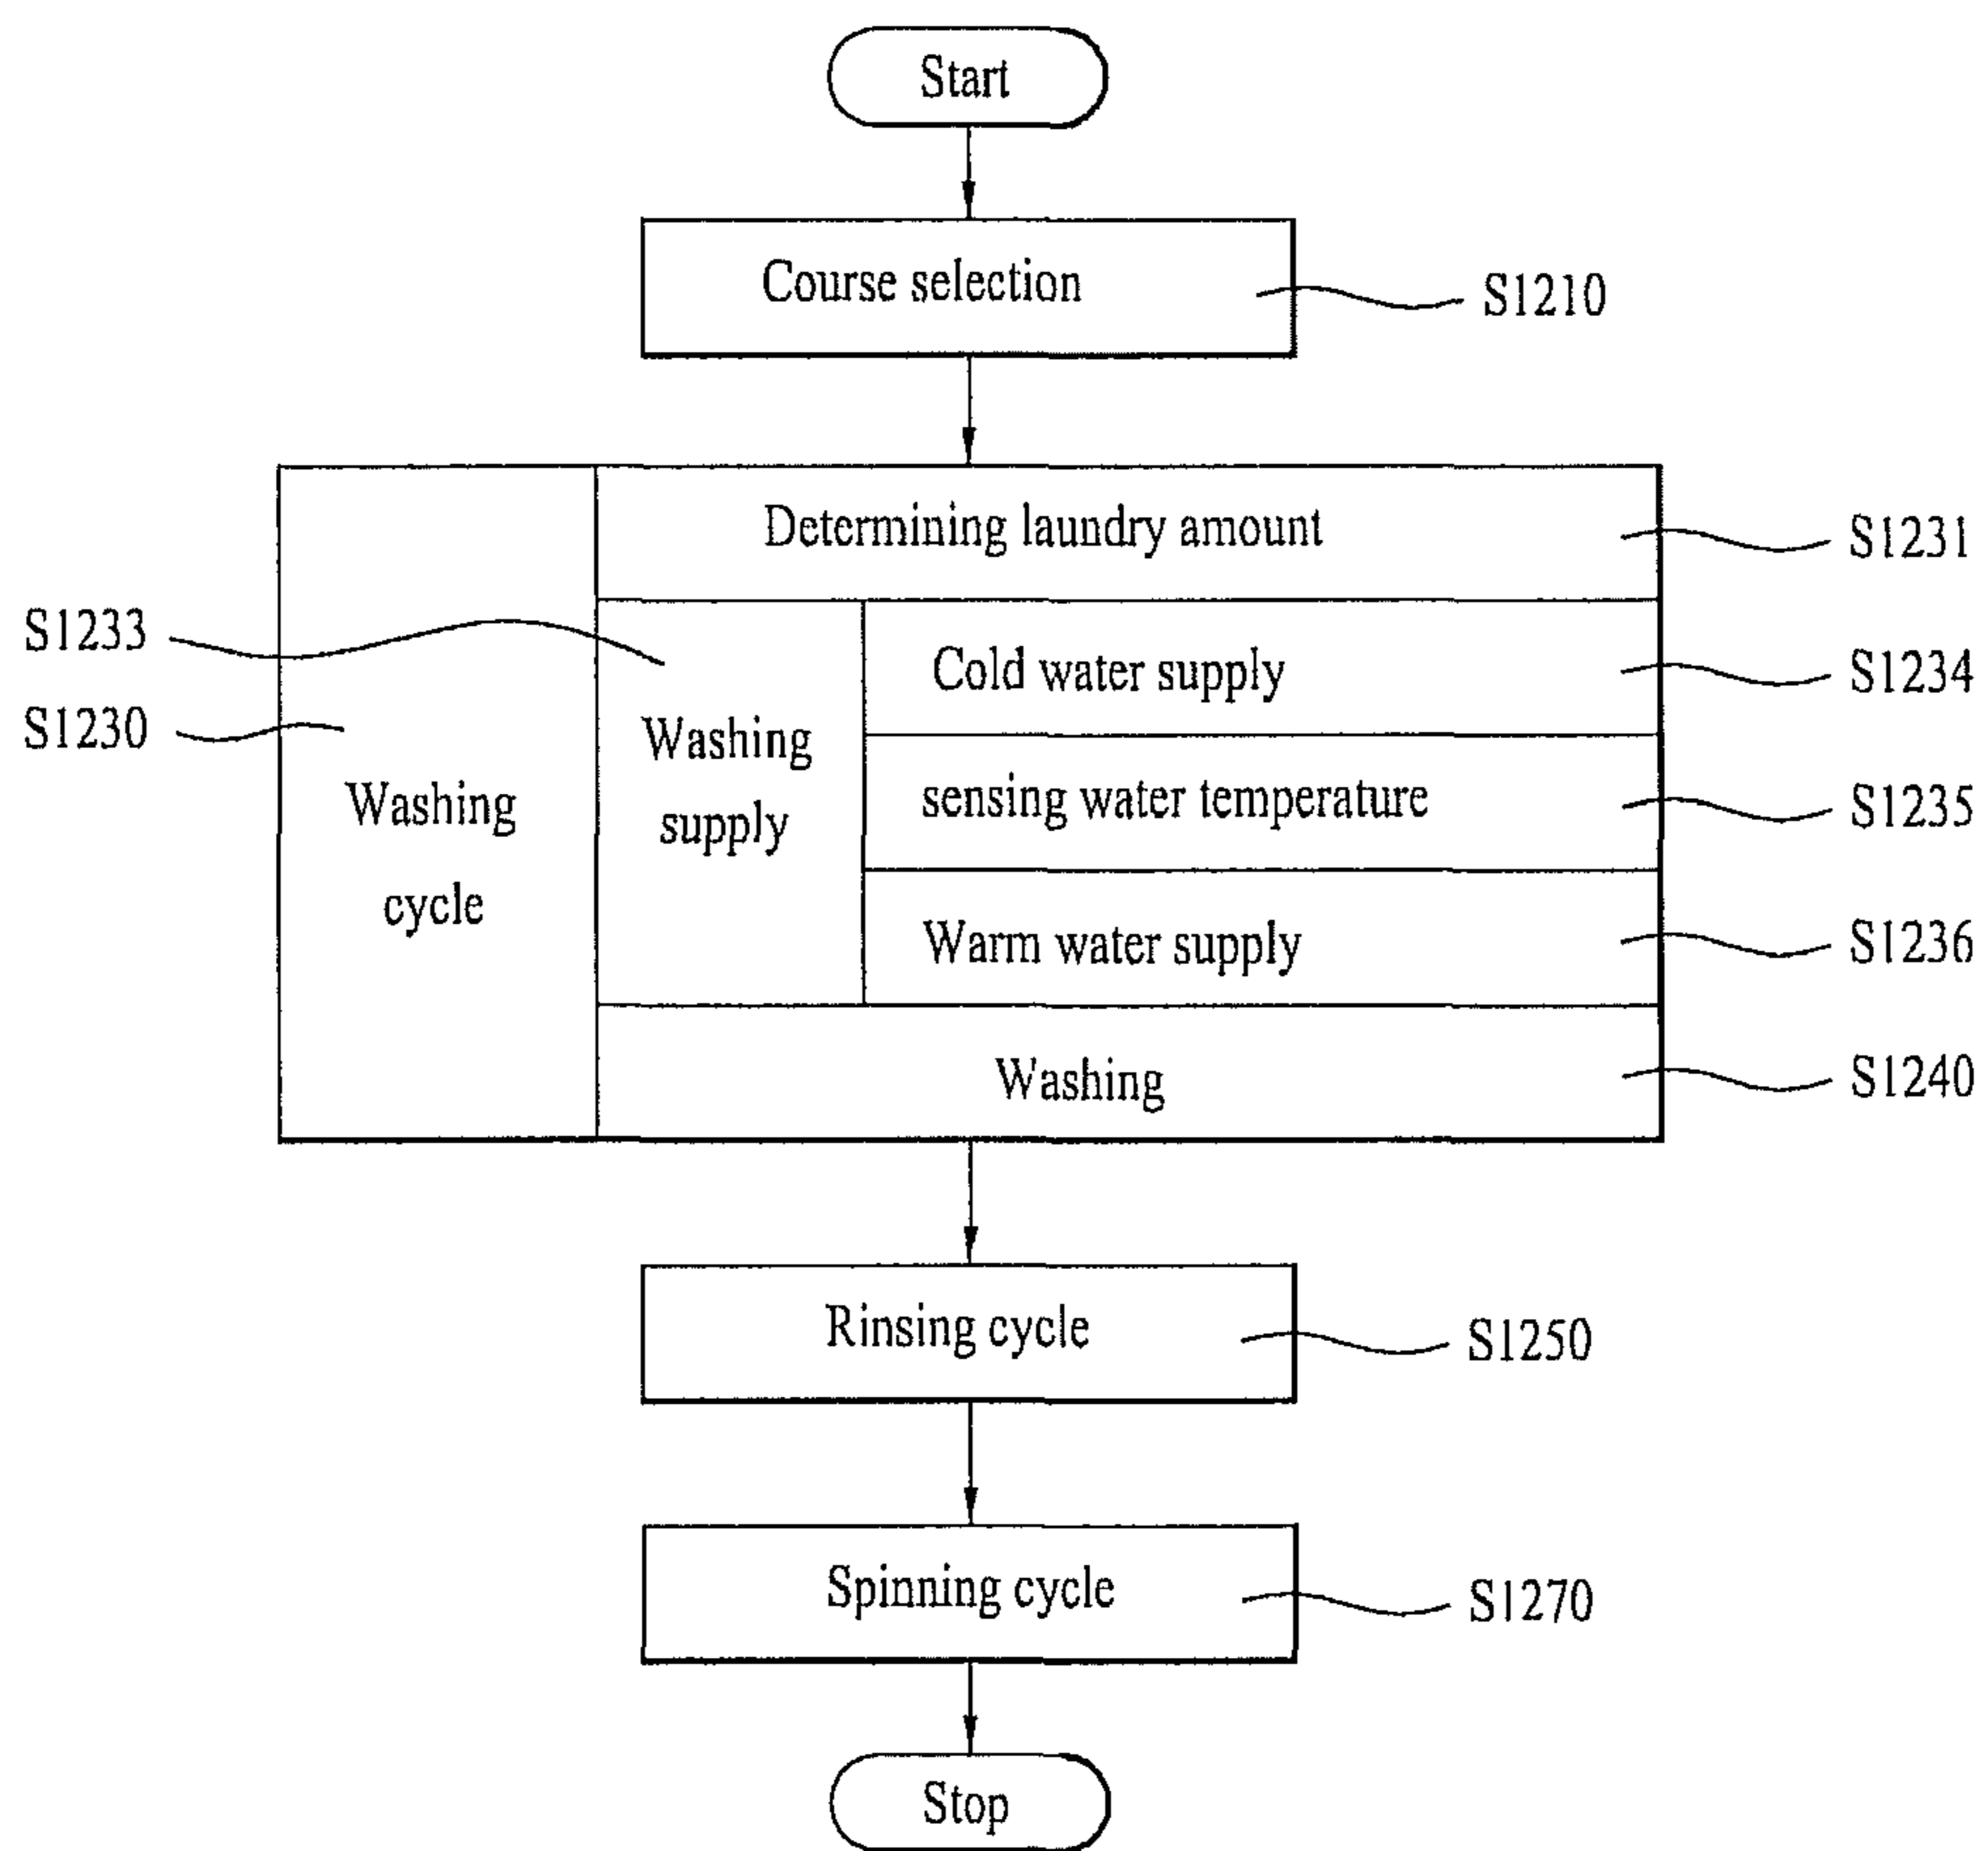 Start
Course selection
S1210
Determining laundry amount
S1231
S1233
Cold water supply
S1234
S1230
Washing
supply
sensing water temperature
S1235
Washing
cycle
Warm water supply
S1236
Washing
S1240
Rinsing cycle
S1250
Spinning cycle
S1270
Stop